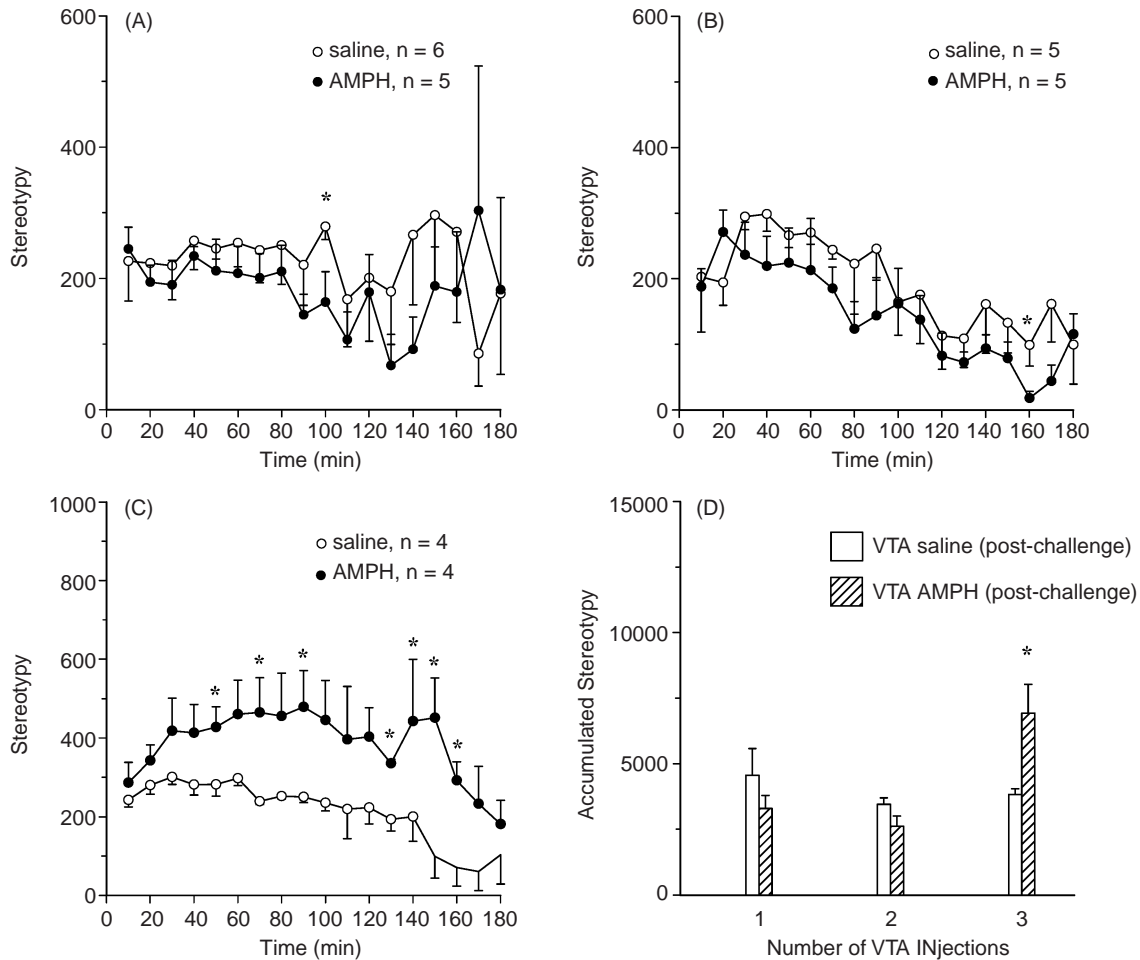 (A)
saline, n = 6
AMPH, n = 5
600
400
200
0
Stereotypy
*
0 20 40 60 80 100 120 140 160 180
Time (min)
(B)
saline, n = 5
AMPH, n = 5
600
400
200
0
Stereotypy
*
0 20 40 60 80 100 120 140 160 180
Time (min)
(C)
saline, n = 4
AMPH, n = 4
1000
800
600
400
200
0
Stereotypy
* * * * * * *
0 20 40 60 80 100 120 140 160 180
Time (min)
(D)
VTA saline (post-challenge)
VTA AMPH (post-challenge)
15000
10000
5000
0
Accumulated Stereotypy
*
1 2 3
Number of VTA INjections